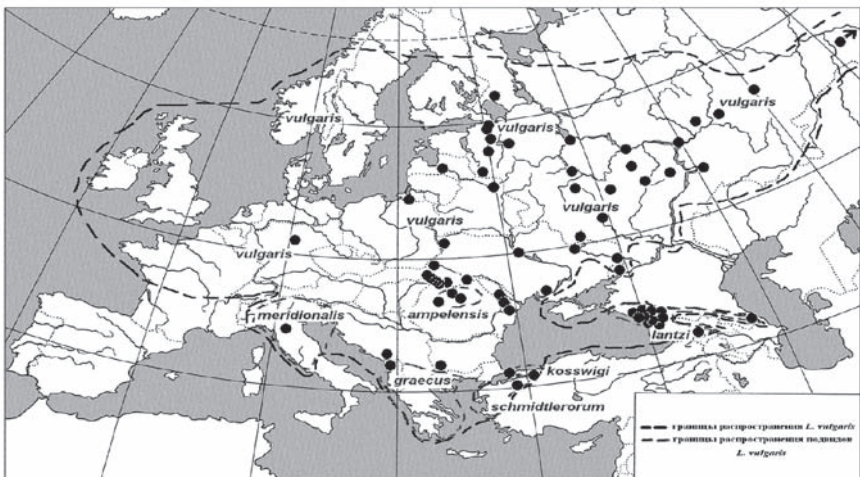 vulgaris
vulgaris
vulgaris
vulgaris
vulgaris
vulgaris
meridionalis
ampelensis
lantzi
graecus
kosswigi
schmidtlerorum
границы распространения L. vulgaris
границы распространения подвидов
L. vulgaris